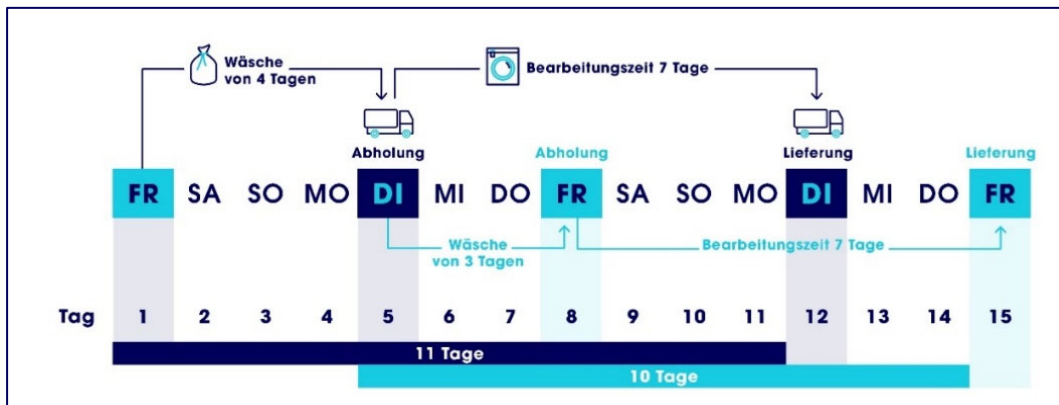 Wäsche
von 4 Tagen
Bearbeitungszeit 7 Tage
Abholung
Abholung
Lieferung
Lieferung
FR SA SO MO DI MI DO FR SA SO MO DI MI DO FR
Wäsche
von 3 Tagen
Bearbeitungszeit 7 Tage
Tag 1 2 3 4 5 6 7 8 9 10 11 12 13 14 15
11 Tage
10 Tage